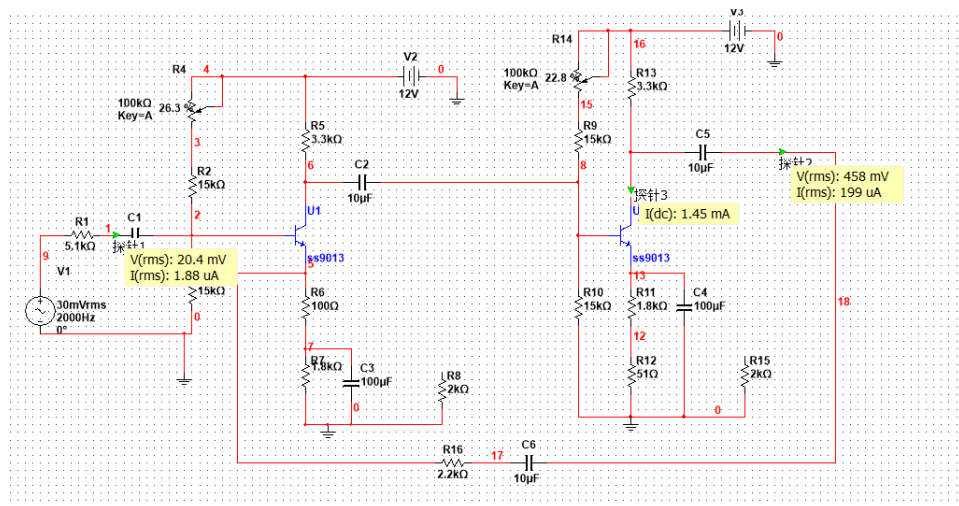 V3
R14
16
0
12V
V2
R4
4
0
12V
100kΩ
Key=A
22.8 %
R13
3.3kΩ
100kΩ
Key=A
26.3 %
15
R5
3.3kΩ
R9
15kΩ
C5
10µF
3
6
C2
10µF
8
探针2
V(rms): 458 mV
I(rms): 199 uA
R2
15kΩ
探针3
I(dc): 1.45 mA
2
U1
U
R1
5.1kΩ
1
C1
探针1
V(rms): 20.4 mV
I(rms): 1.88 uA
9
V1
ss9013
5
ss9013
13
15kΩ
0
30mVrms
2000Hz
0°
R6
100Ω
R10
15kΩ
R11
1.8kΩ
C4
100µF
18
7
R7
1.8kΩ
C3
100µF
R8
2kΩ
12
R12
51Ω
R15
2kΩ
0
0
R16
2.2kΩ
17
C6
10µF